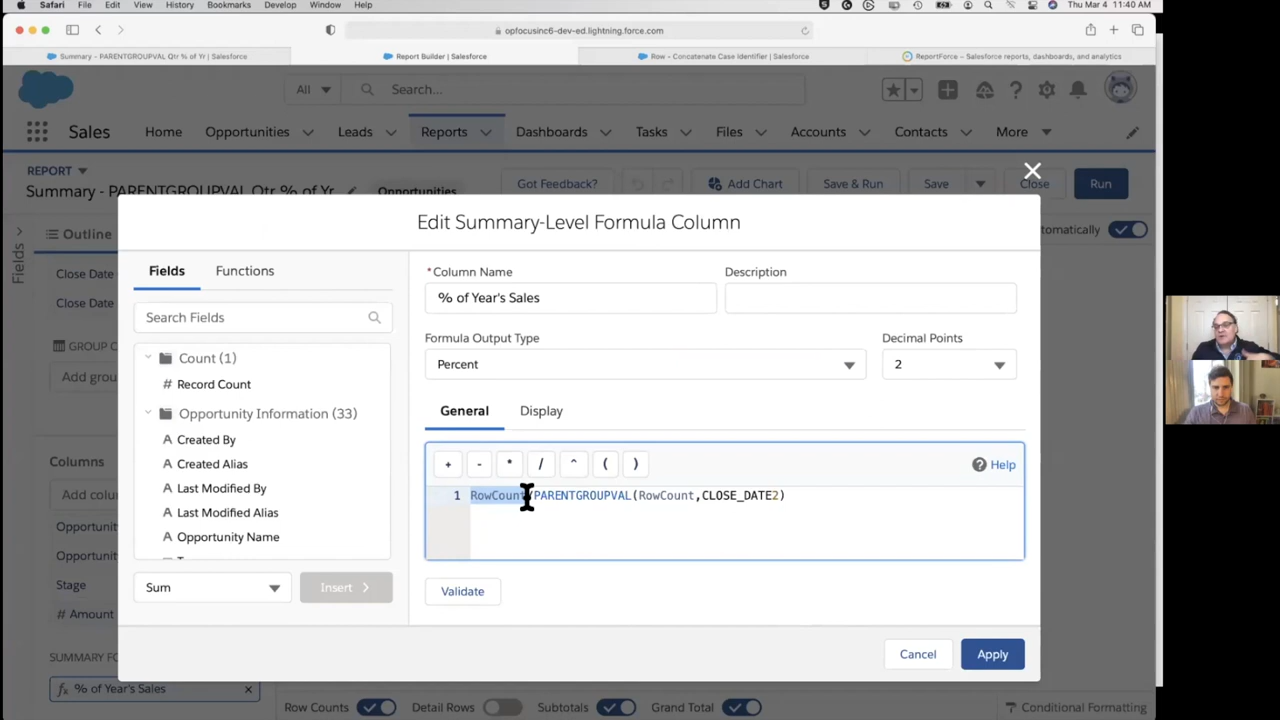 Safari File Edit View History Bookmarks Develop Window Help Thu Mar 4 11:40 AM
opfocusinc6-dev-ed.lightning.force.com
Summary - PARENTGROUPVAL Qtr % of Yr | Salesforce
Report Builder | Salesforce
Row - Concatenate Case Identifier | Salesforce
ReportForce – Salesforce reports, dashboards, and analytics
All Search...
Sales Home Opportunities Leads Reports Dashboards Tasks Files Accounts Contacts More
REPORT
Summary - PARENTGROUPVAL Qtr % of Yr Opportunities
Got Feedback? Add Chart Save & Run Save Close Run
Fields
Outline
Close Date
Close Date
GROUP C
Add grou
Columns
Add colu
Opportun
Opportun
Stage
# Amount
SUMMARY FO
fx % of Year's Sales ×
omatically
Edit Summary-Level Formula Column
Fields Functions
Search Fields
Count (1)
# Record Count
Opportunity Information (33)
A Created By
A Created Alias
A Last Modified By
A Last Modified Alias
A Opportunity Name
Sum
Insert >
* Column Name
% of Year's Sales
Description
Formula Output Type
Percent
Decimal Points
2
General Display
+ - * / ^ ( )
? Help
1 RowCount/PARENTGROUPVAL(RowCount,CLOSE_DATE2)
Validate
Cancel Apply
Row Counts Detail Rows Subtotals Grand Total Conditional Formatting